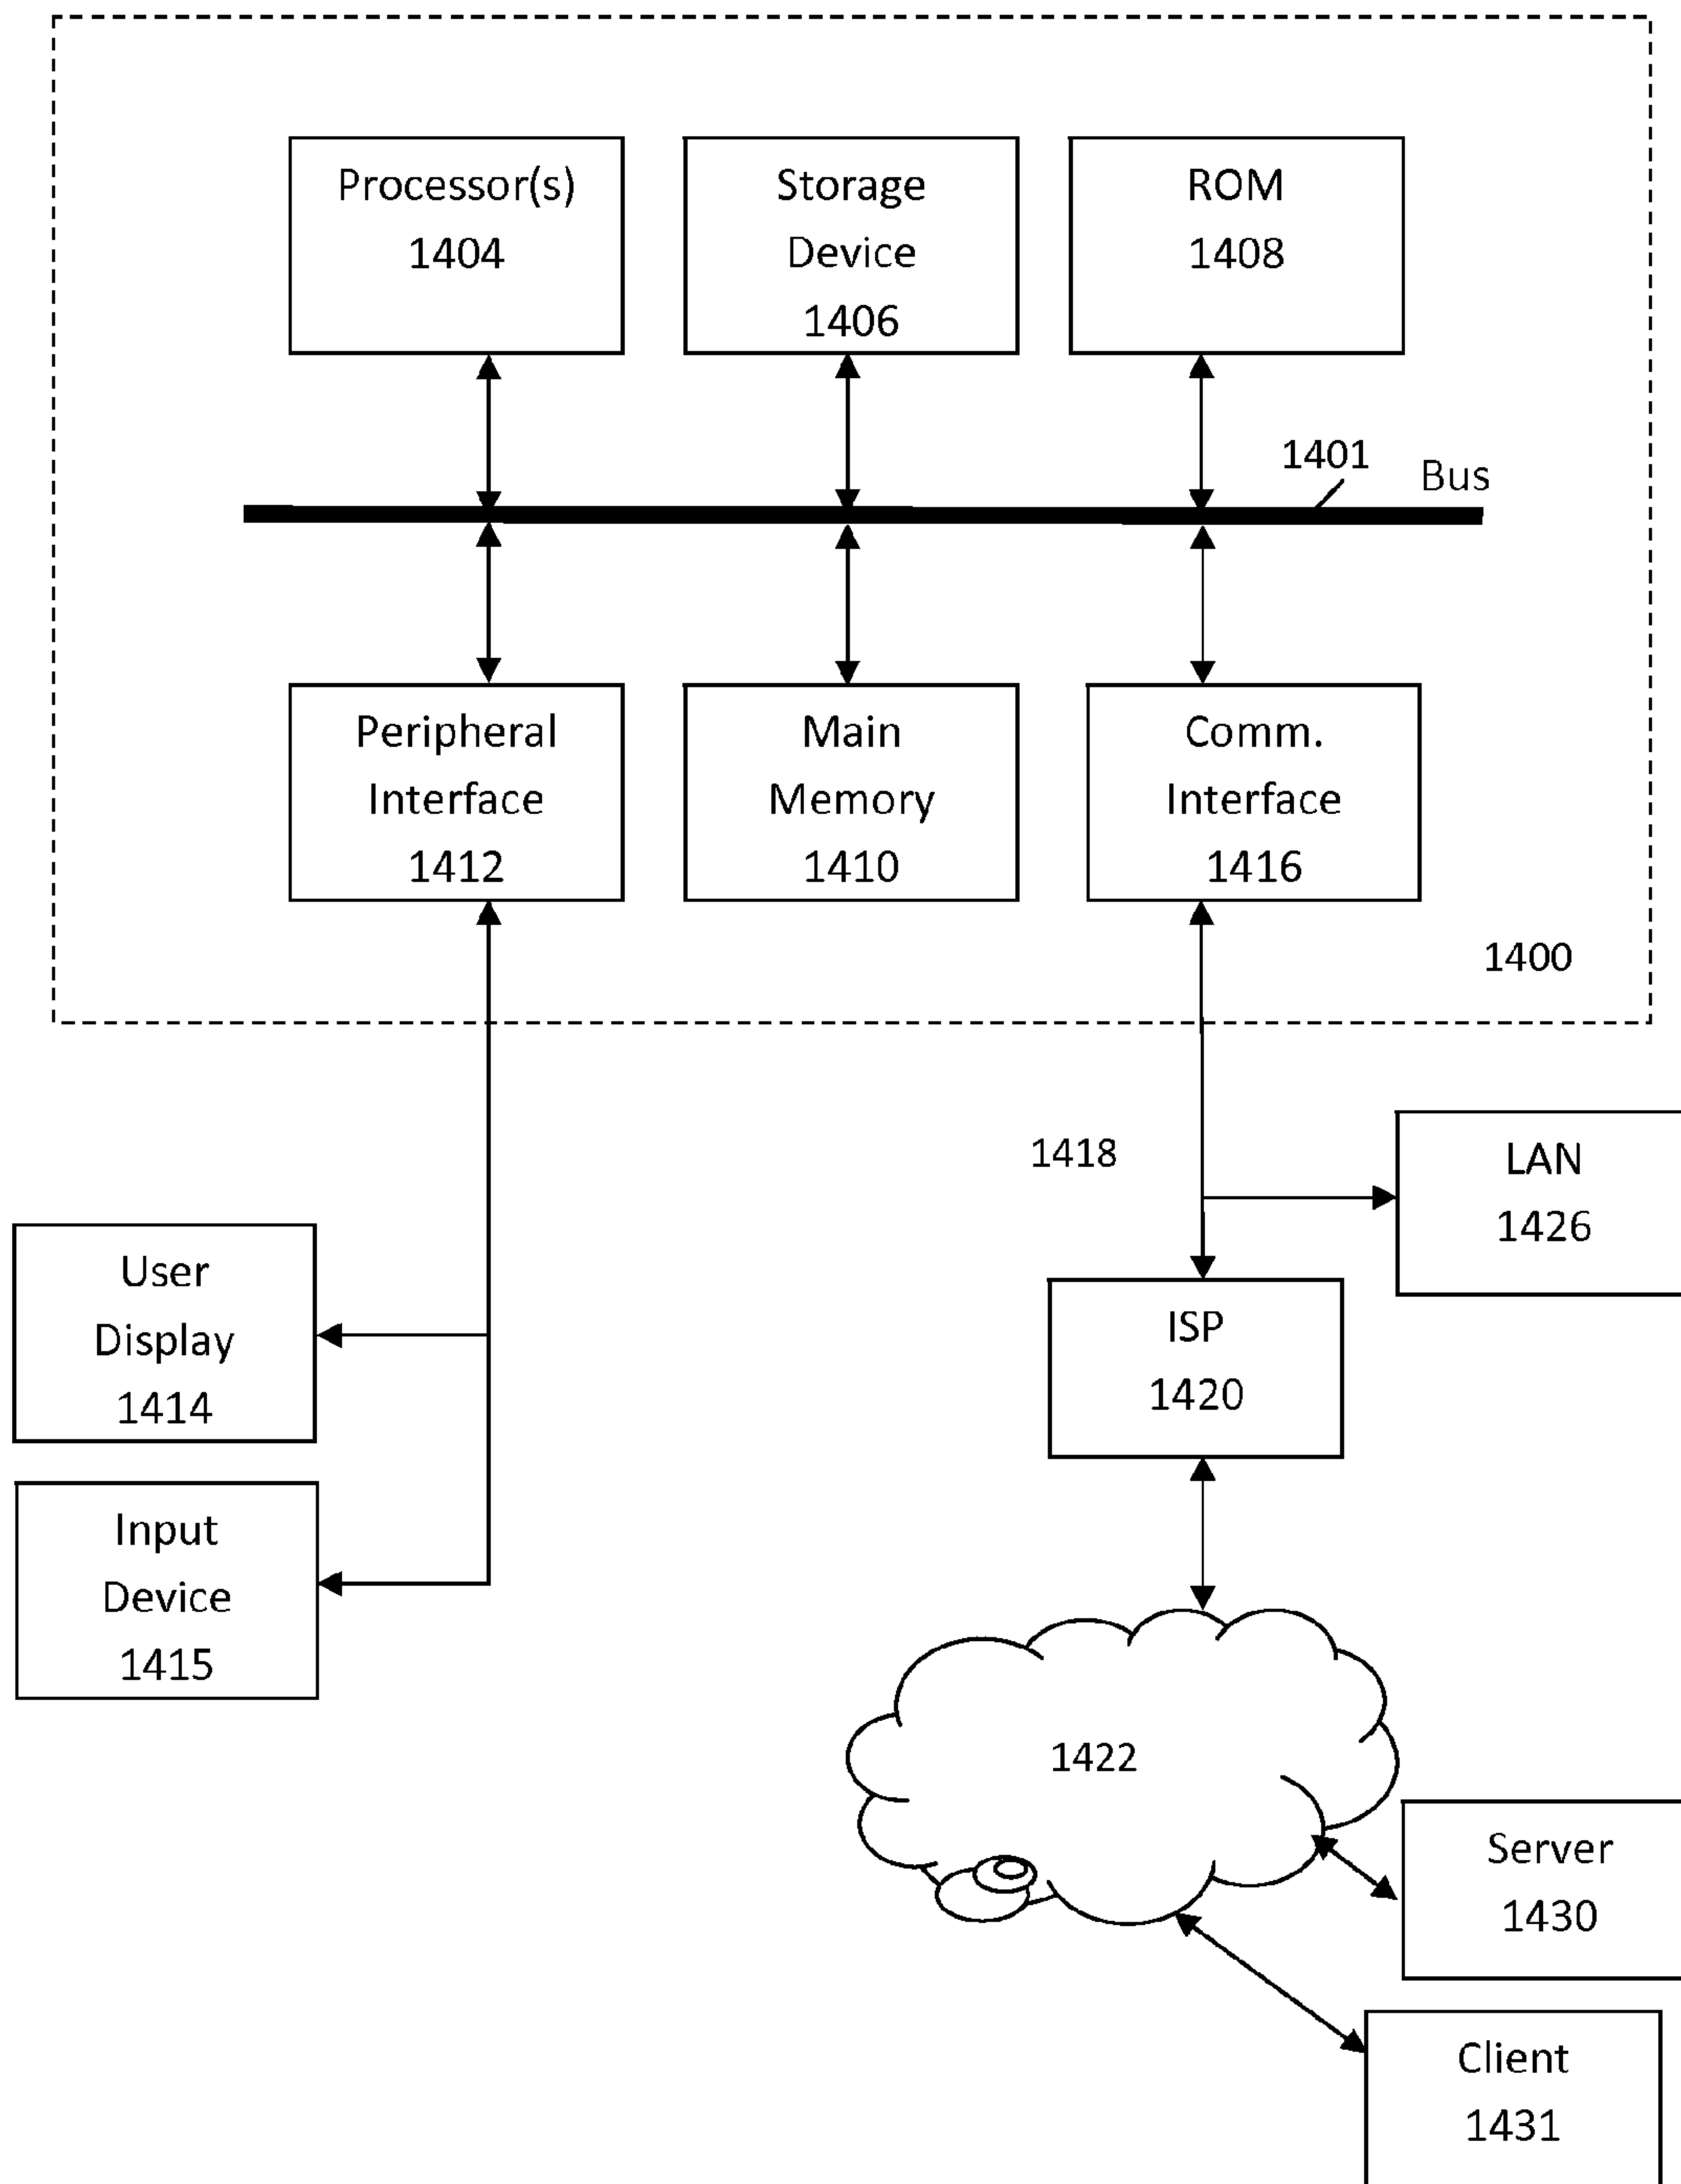 Processor(s)
1404
Storage
Device
1406
ROM
1408
1401
Bus
Peripheral
Interface
1412
Main
Memory
1410
Comm.
Interface
1416
1400
1418
LAN
1426
User
Display
1414
ISP
1420
Input
Device
1415
1422
Server
1430
Client
1431